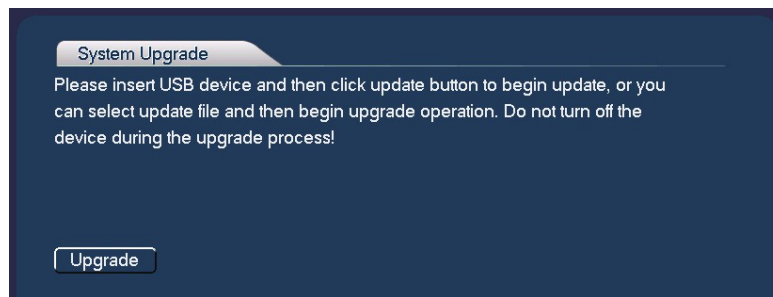 System Upgrade
Please insert USB device and then click update button to begin update, or you
can select update file and then begin upgrade operation. Do not turn off the
device during the upgrade process!
Upgrade